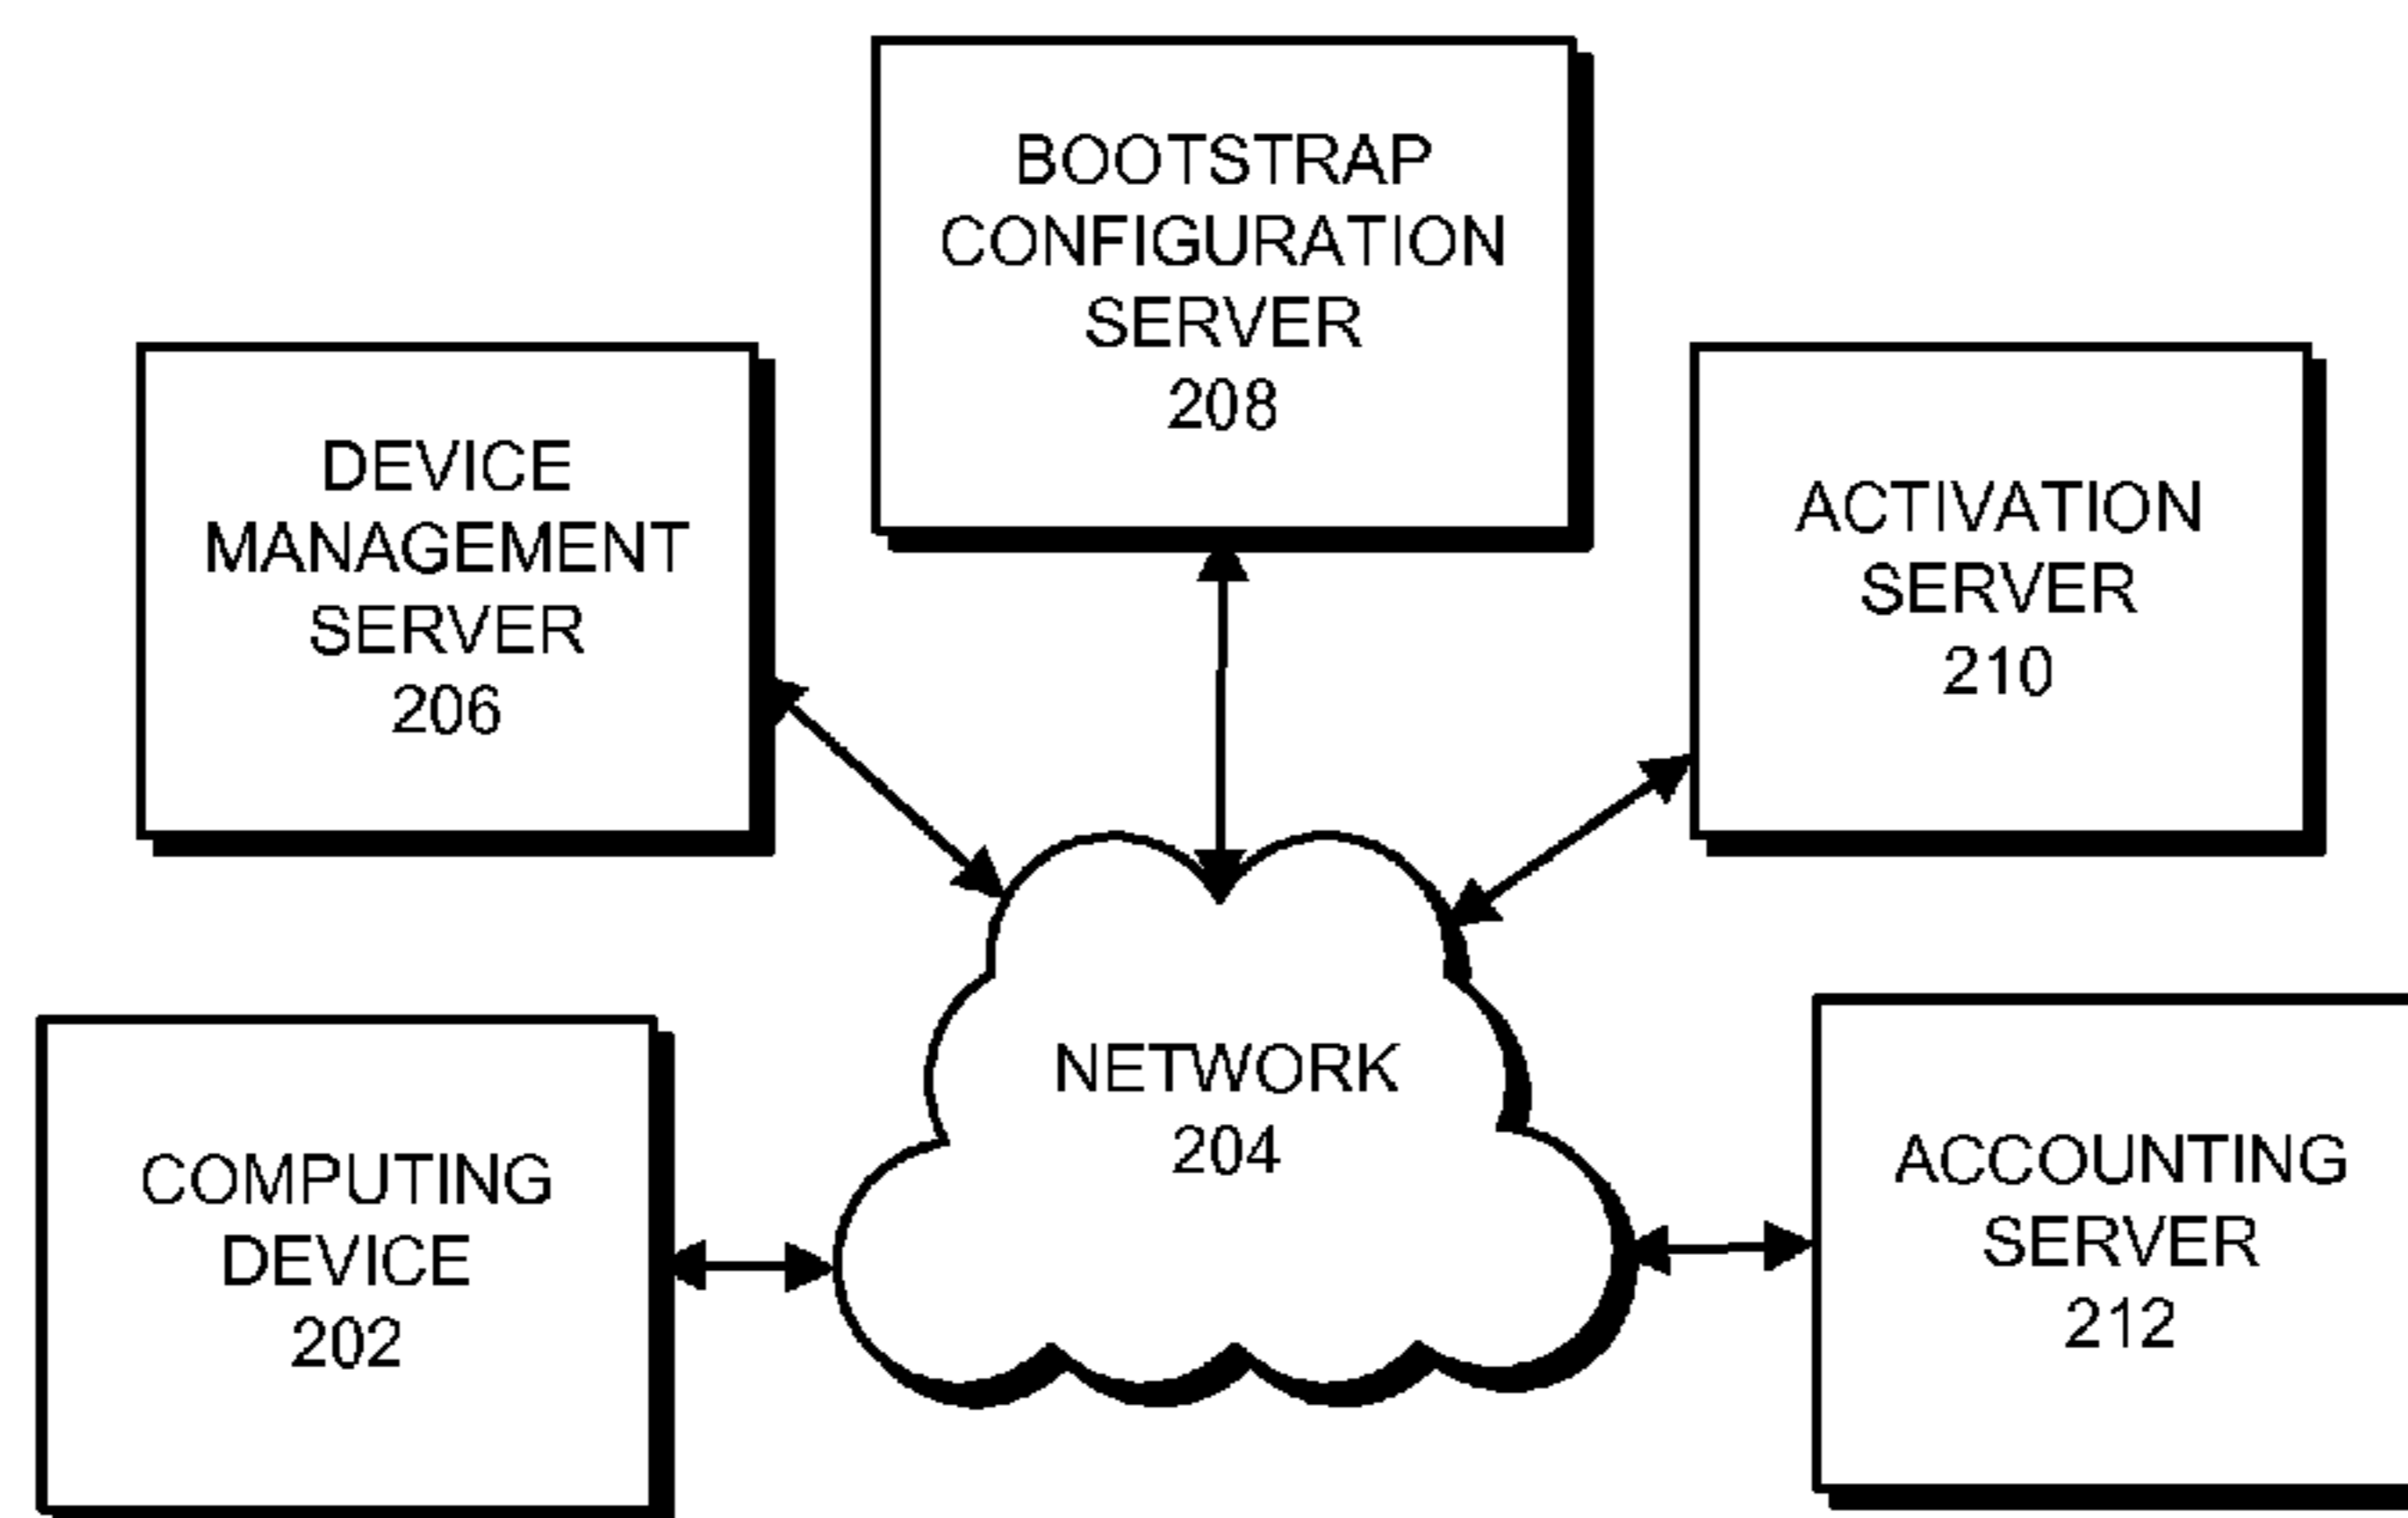 BOOTSTRAP
CONFIGURATION
SERVER
208
DEVICE
MANAGEMENT
SERVER
206
ACTIVATION
SERVER
210
NETWORK
204
COMPUTING
DEVICE
202
ACCOUNTING
SERVER
212